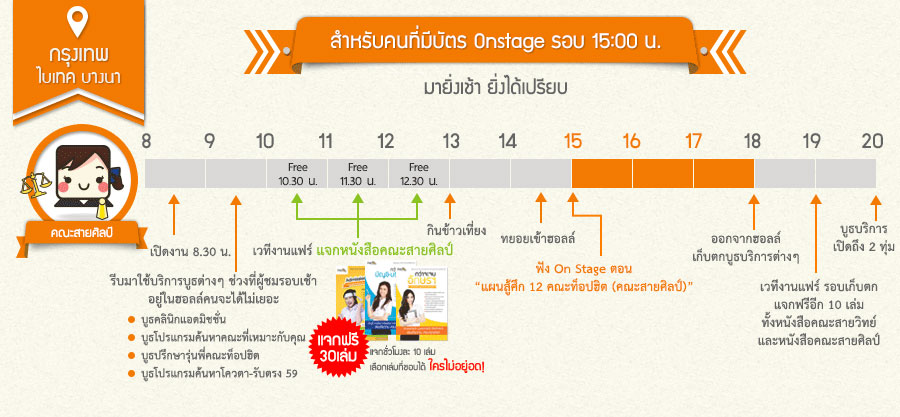 กรุงเทพ
ไบเทค บางนา
สำหรับคนที่มีบัตร Onstage รอบ 15:00 น.
มายิ่งเช้า ยิ่งได้เปรียบ
8 9 10 11 12 13 14 15 16 17 18 19 20
Free
10.30 น.
Free
11.30 น.
Free
12.30 น.
คณะสายศิลป์
เปิดงาน 8.30 น.
รีบมาใช้บริการบูธต่างๆ ช่วงที่ผู้ชมรอบเช้า
อยู่ในฮอลล์คนจะได้ไม่เยอะ
บูธคลินิกแอดมิชชั่น
บูธโปรแกรมค้นหาคณะที่เหมาะกับคุณ
บูธปรึกษารุ่นพี่คณะท็อปฮิต
บูธโปรแกรมค้นหาโควตา-รับตรง 59
เวทีงานแฟร์ แจกหนังสือคณะสายศิลป์
แจกฟรี
30เล่ม
แจกชั่วโมงละ 10 เล่ม
เลือกเล่มที่ชอบได้ ใครไม่อยู่อด!
กินข้าวเที่ยง
ทยอยเข้าฮอลล์
ฟัง On Stage ตอน
“แผนสู้ศึก 12 คณะท็อปฮิต (คณะสายศิลป์)”
ออกจากฮอลล์
เก็บตกบูธบริการต่างๆ
เวทีงานแฟร์ รอบเก็บตก
แจกฟรีอีก 10 เล่ม
ทั้งหนังสือคณะสายวิทย์
และหนังสือคณะสายศิลป์
บูธบริการ
เปิดถึง 2 ทุ่ม